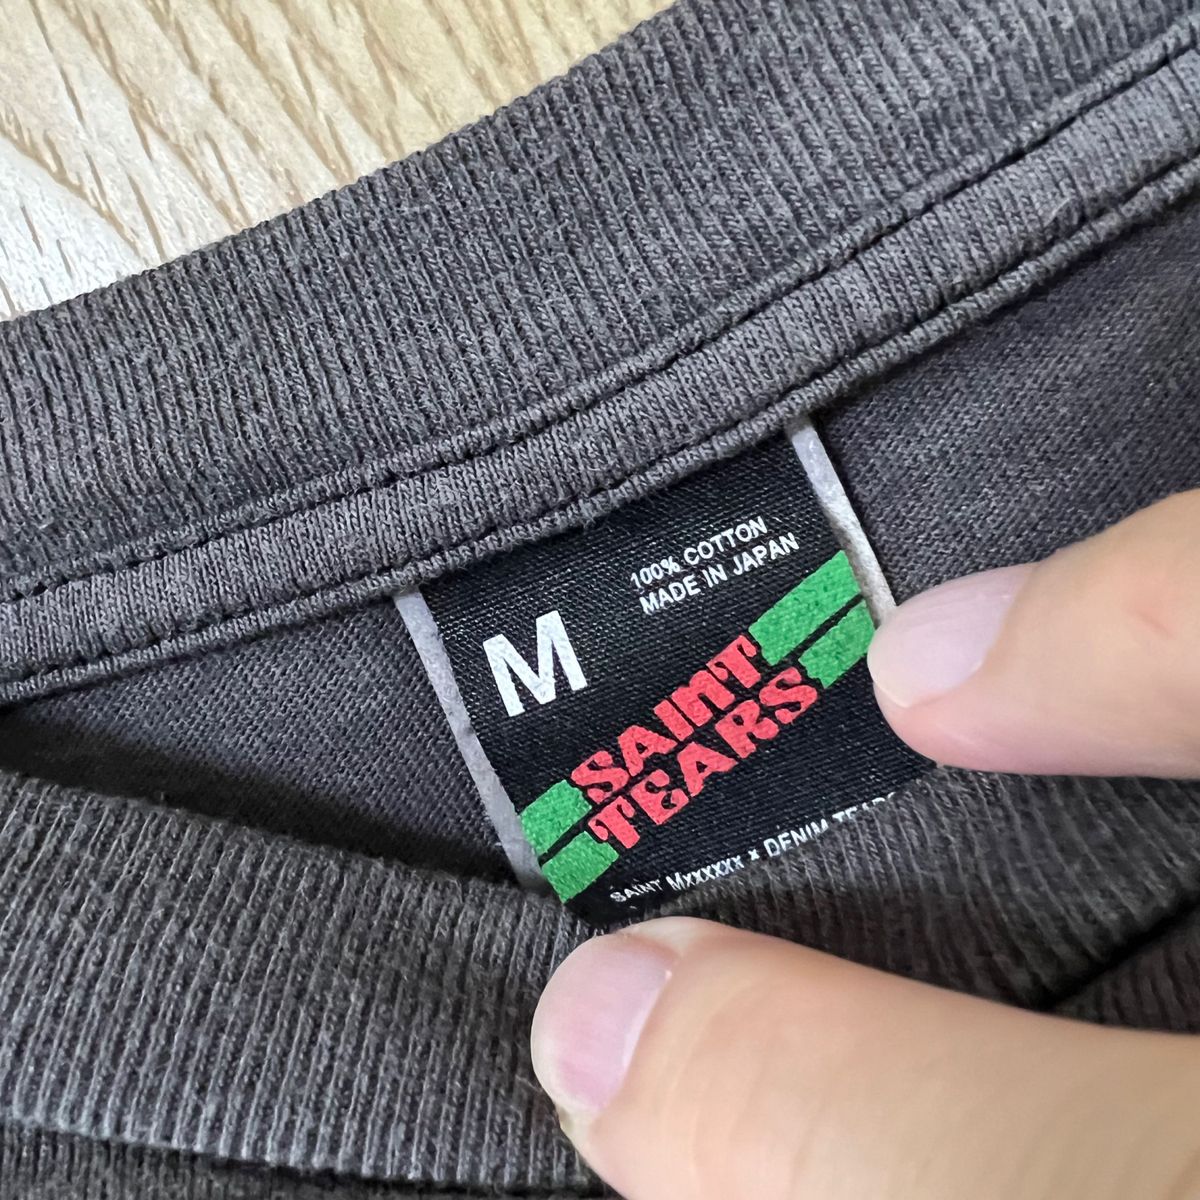 M
100% COTTON
MADE IN JAPAN
SAINT
TEARS
SAINT Mxxxxxx × DENIM